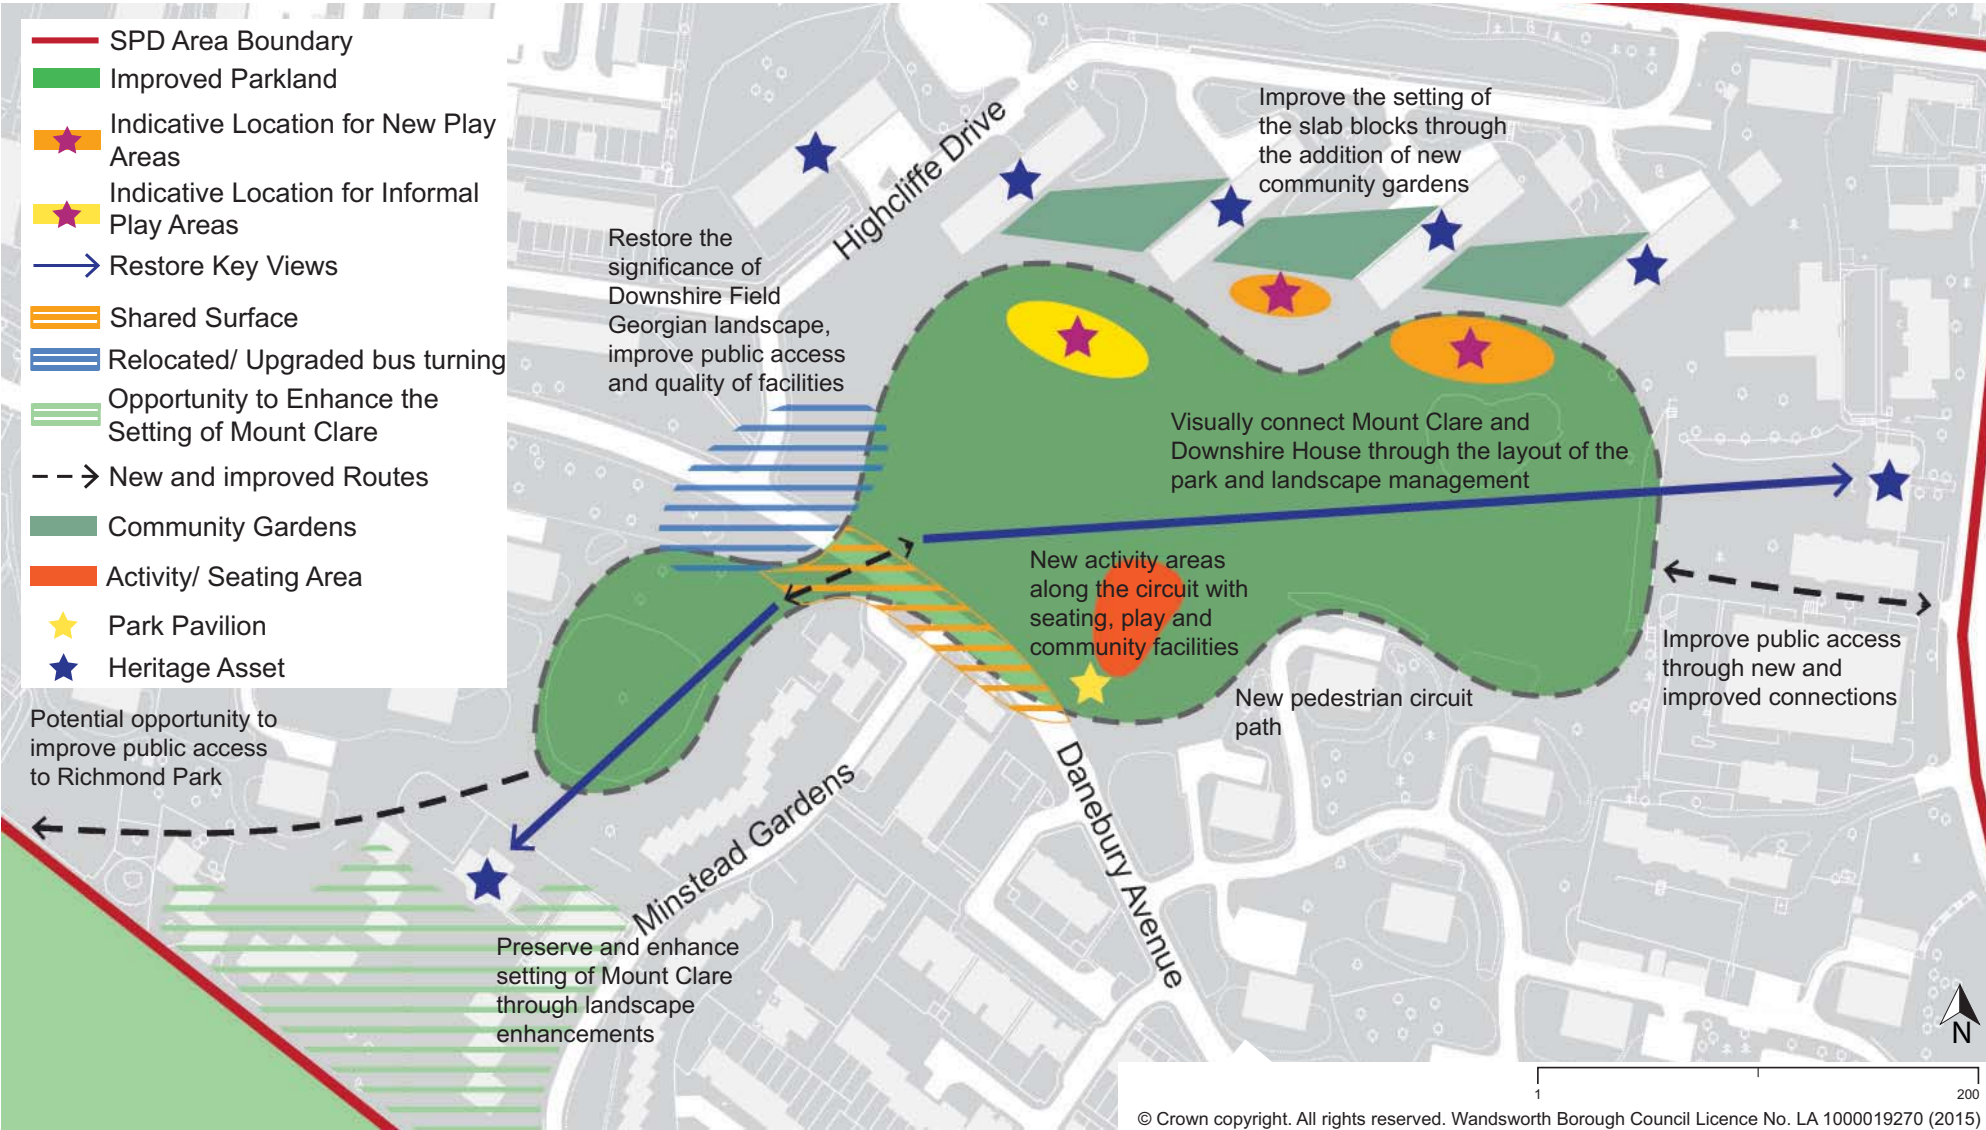 SPD Area Boundary
Improved Parkland
Indicative Location for New Play
Areas
Indicative Location for Informal
Play Areas
Restore Key Views
Shared Surface
Relocated/ Upgraded bus turning
Opportunity to Enhance the
Setting of Mount Clare
New and improved Routes
Community Gardens
Activity/ Seating Area
Park Pavilion
Heritage Asset
Highcliffe Drive
Improve the setting of
the slab blocks through
the addition of new
community gardens
Restore the
significance of
Downshire Field
Georgian landscape,
improve public access
and quality of facilities
Visually connect Mount Clare and
Downshire House through the layout of the
park and landscape management
New activity areas
along the circuit with
seating, play and
community facilities
Improve public access
through new and
improved connections
New pedestrian circuit
path
Potential opportunity to
improve public access
to Richmond Park
Minstead Gardens
Danebury Avenue
Preserve and enhance
setting of Mount Clare
through landscape
enhancements
N
1 200
© Crown copyright. All rights reserved. Wandsworth Borough Council Licence No. LA 1000019270 (2015)